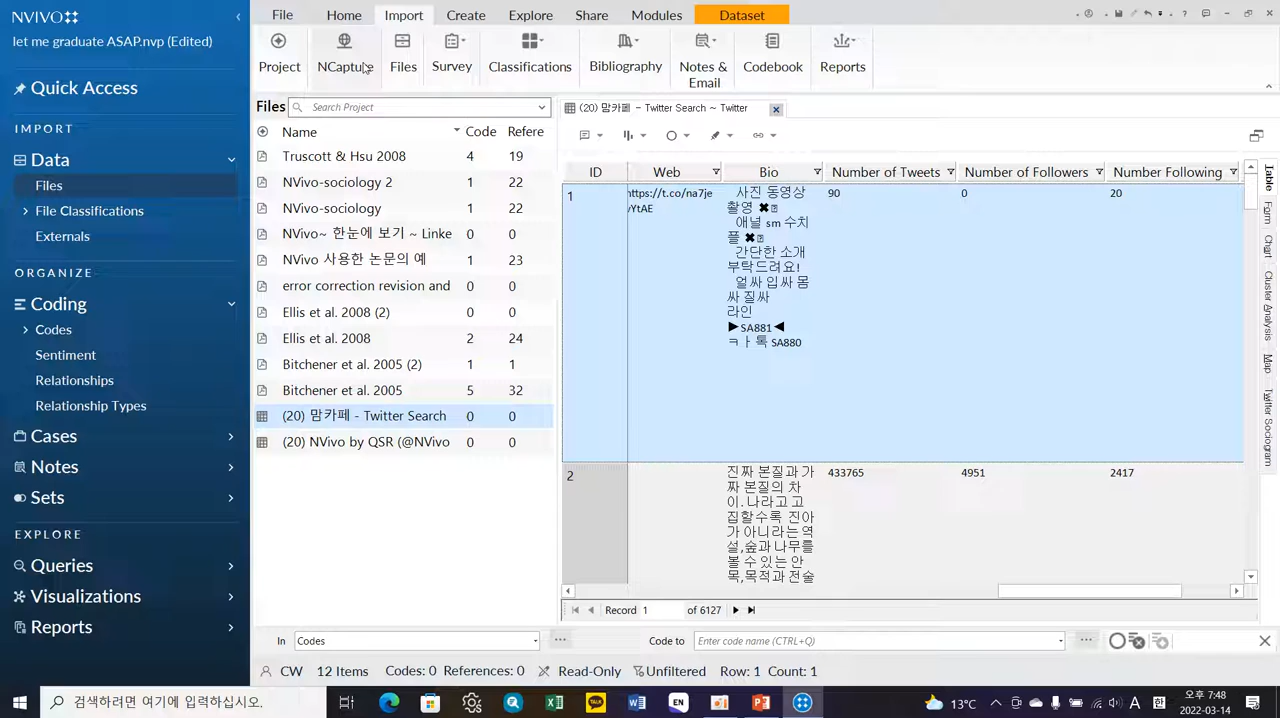 NVIVO
let me graduate ASAP.nvp (Edited)
File Home Import Create Explore Share Modules Dataset
Project NCapture Files Survey Classifications Bibliography Notes & Email Codebook Reports
Quick Access
IMPORT
Data
Files
File Classifications
Externals
ORGANIZE
Coding
Codes
Sentiment
Relationships
Relationship Types
Cases
Notes
Sets
EXPLORE
Queries
Visualizations
Reports
Files Search Project
Name Code Refere
Truscott & Hsu 2008 4 19
NVivo-sociology 2 1 22
NVivo-sociology 1 22
NVivo~ 한눈에 보기 ~ Linke 0 0
NVivo 사용한 논문의 예 1 23
error correction revision and 0 0
Ellis et al. 2008 (2) 0 0
Ellis et al. 2008 2 24
Bitchener et al. 2005 (2) 1 1
Bitchener et al. 2005 5 32
(20) 맘카페 - Twitter Search 0 0
(20) NVivo by QSR (@NVivo 0 0
(20) 맘카페 - Twitter Search ~ Twitter
ID Web Bio Number of Tweets Number of Followers Number Following
1 https://t.co/na7je 사진 동영상 90 0 20
yYtAE 촬영
애널 sm 수치
플
간단한 소개
부탁드려요!
얼싸 입싸 몸
싸 질싸
라인
▶SA881◀
ㅋㅏ톡 SA880
2 진짜 본질과 가 433765 4951 2417
짜 본질의 차
이.나라고 고
집할수록 진아
가 아니라는 역
설,숲과 나무를
볼 수 있는 안
목,목적과 전술
Table
Form
Chart
Cluster Analysis
Map
Twitter Sociogram
Record 1 of 6127
In Codes Code to Enter code name (CTRL+Q)
CW 12 Items Codes: 0 References: 0 Read-Only Unfiltered Row: 1 Count: 1
검색하려면 여기에 입력하십시오.
TALK
EN
13°C
A
한
오후 7:48
2022-03-14